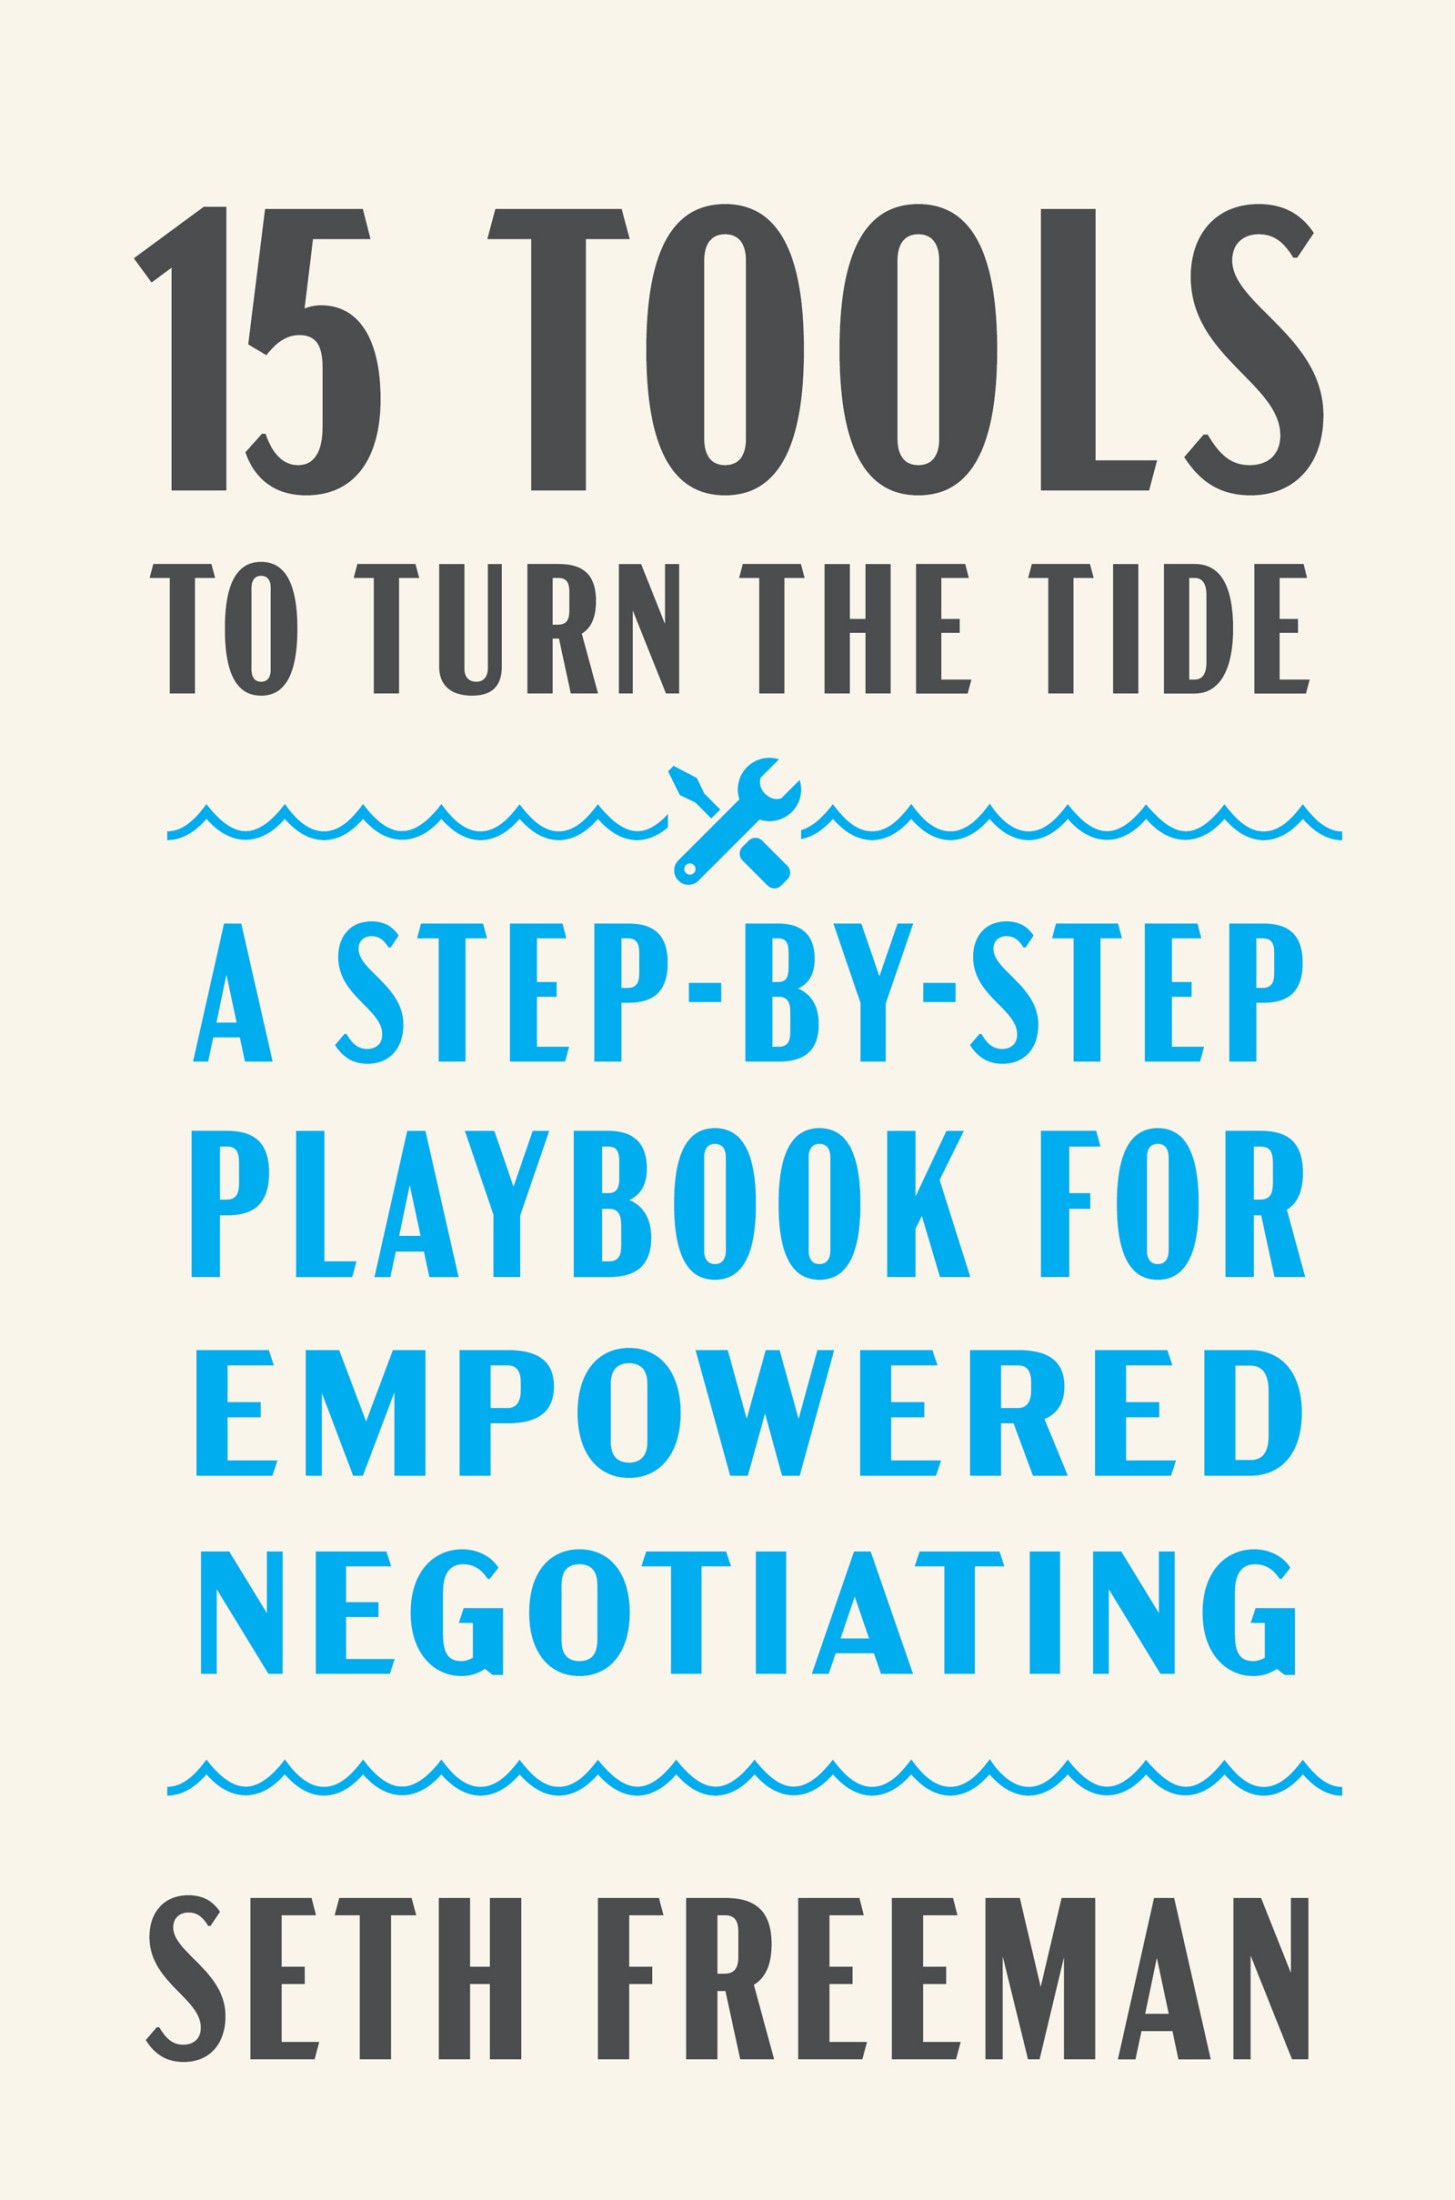 15 TOOLS
TO TURN THE TIDE
A STEP-BY-STEP
PLAYBOOK FOR
EMPOWERED
NEGOTIATING
SETH FREEMAN